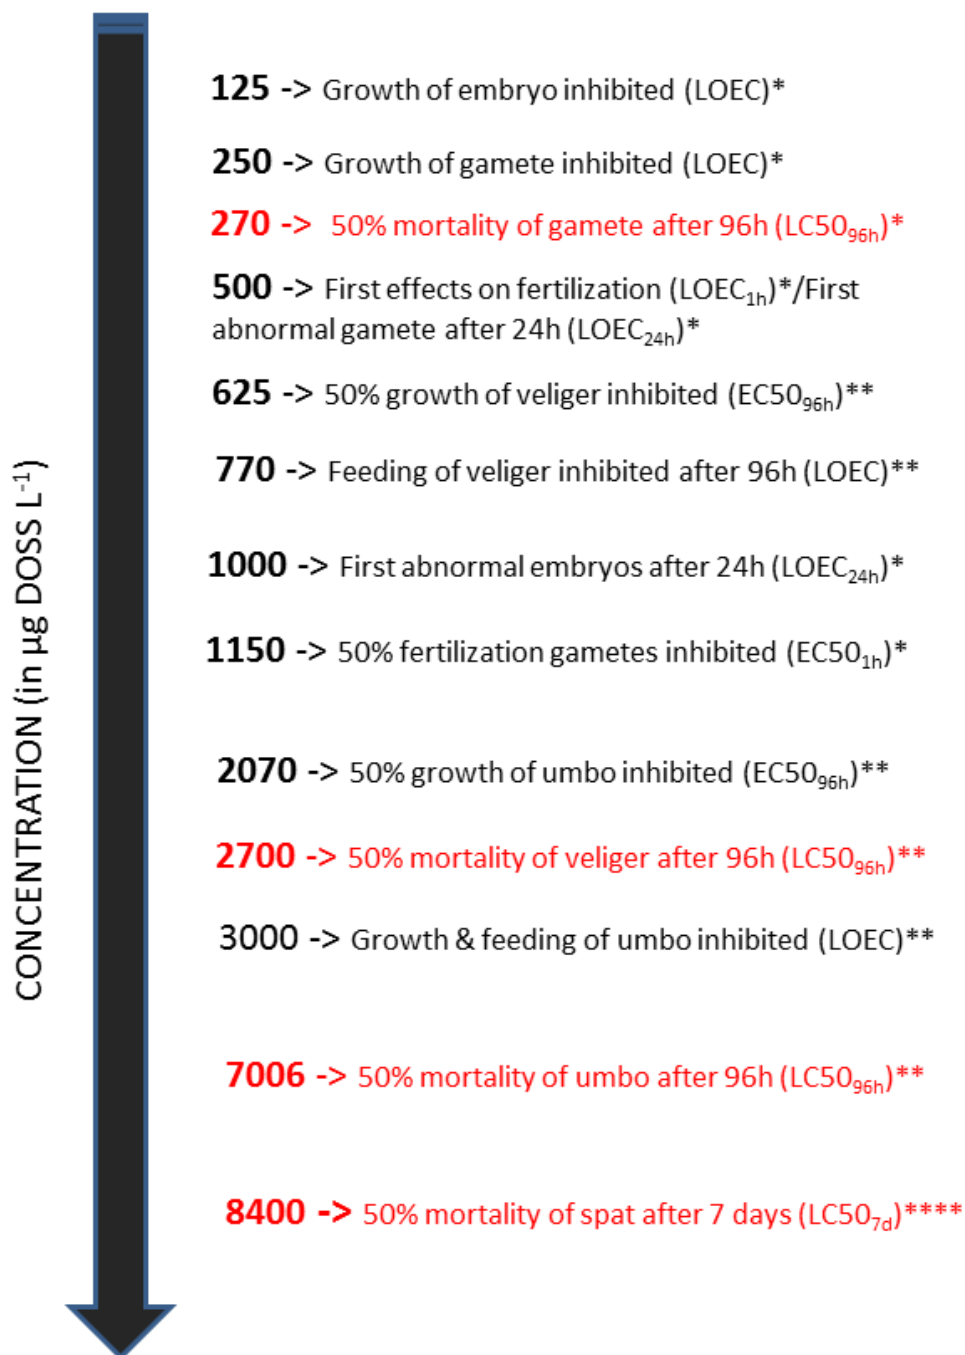 125 -> Growth of embryo inhibited (LOEC)*
250 -> Growth of gamete inhibited (LOEC)*
270 -> 50% mortality of gamete after 96h (LC50₉₆ₕ)*
500 -> First effects on fertilization (LOEC₁ₕ)*/First
abnormal gamete after 24h (LOEC₂₄ₕ)*
625 -> 50% growth of veliger inhibited (EC50₉₆ₕ)**
770 -> Feeding of veliger inhibited after 96h (LOEC)**
1000 -> First abnormal embryos after 24h (LOEC₂₄ₕ)*
1150 -> 50% fertilization gametes inhibited (EC50₁ₕ)*
2070 -> 50% growth of umbo inhibited (EC50₉₆ₕ)**
2700 -> 50% mortality of veliger after 96h (LC50₉₆ₕ)**
3000 -> Growth & feeding of umbo inhibited (LOEC)**
7006 -> 50% mortality of umbo after 96h (LC50₉₆ₕ)**
8400 -> 50% mortality of spat after 7 days (LC50₇d)****
CONCENTRATION (in µg DOSS L⁻¹)